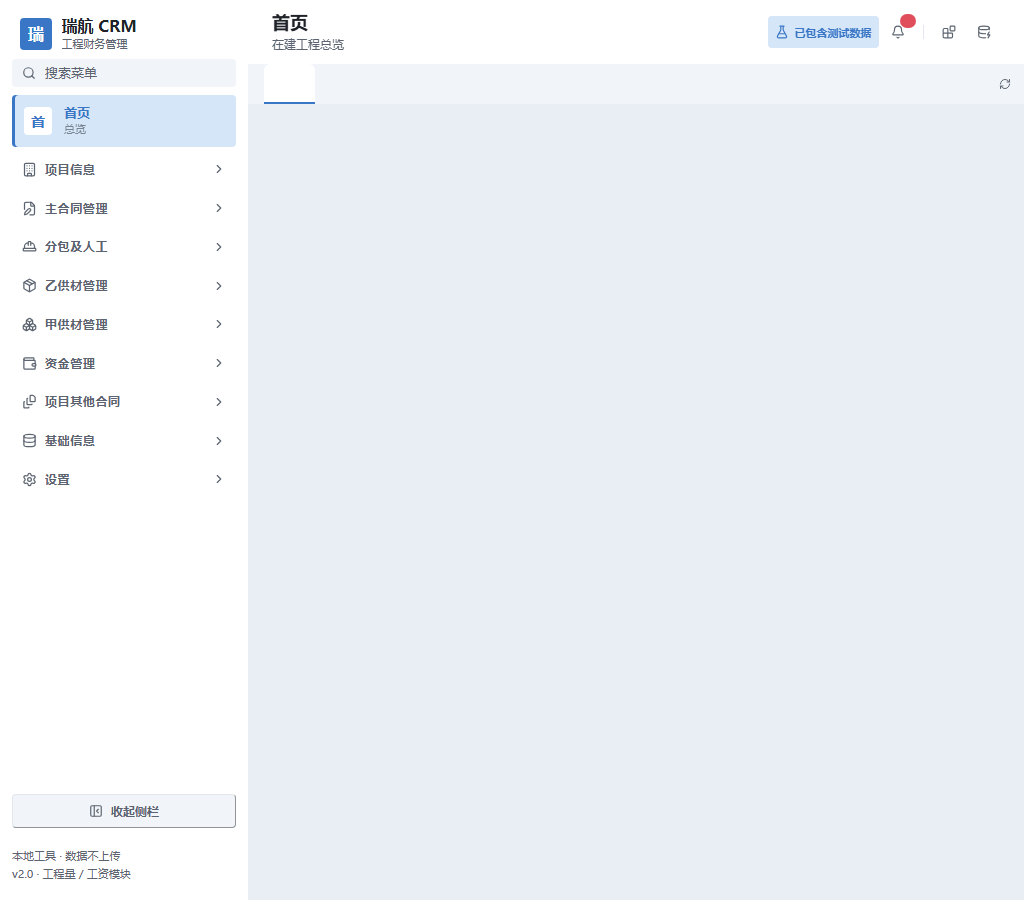 瑞
瑞航 CRM
工程财务管理
搜索菜单
首
首页
总览
项目信息
主合同管理
分包及人工
乙供材管理
甲供材管理
资金管理
项目其他合同
基础信息
设置
收起侧栏
本地工具 · 数据不上传
v2.0 · 工程量 / 工资模块
首页
在建工程总览
已包含测试数据